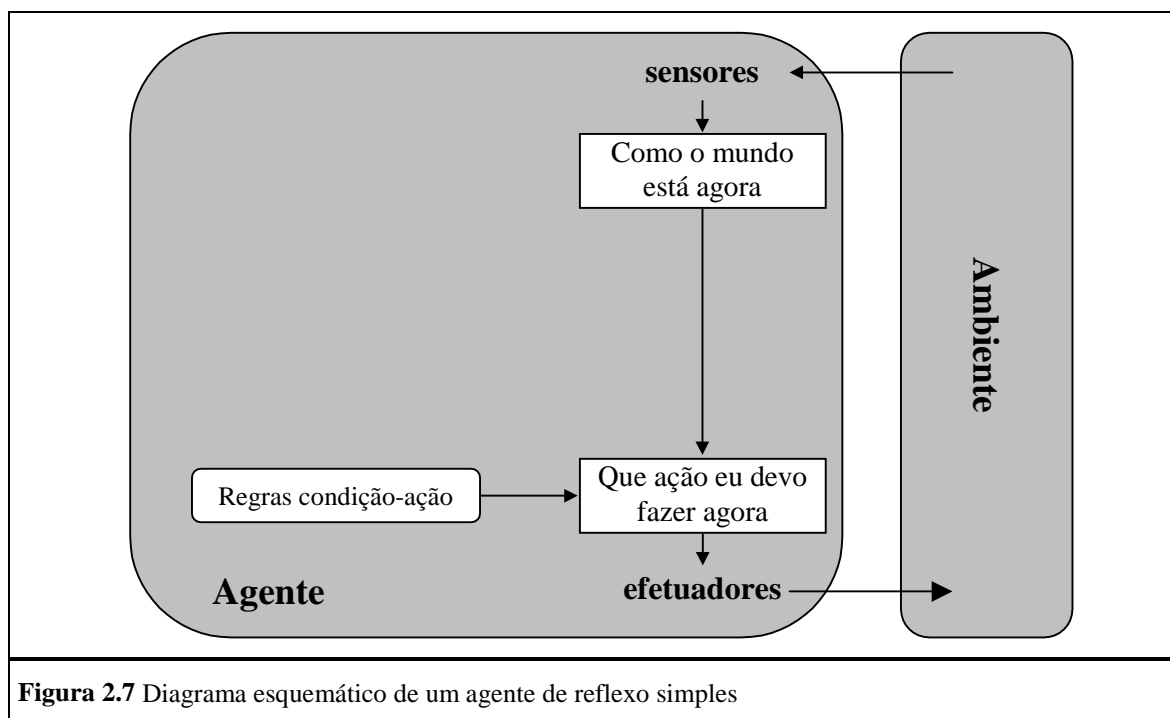 sensores
Como o mundo
está agora
Ambiente
Regras condição-ação
Que ação eu devo
fazer agora
Agente
efetuadores
Figura 2.7 Diagrama esquemático de um agente de reflexo simples